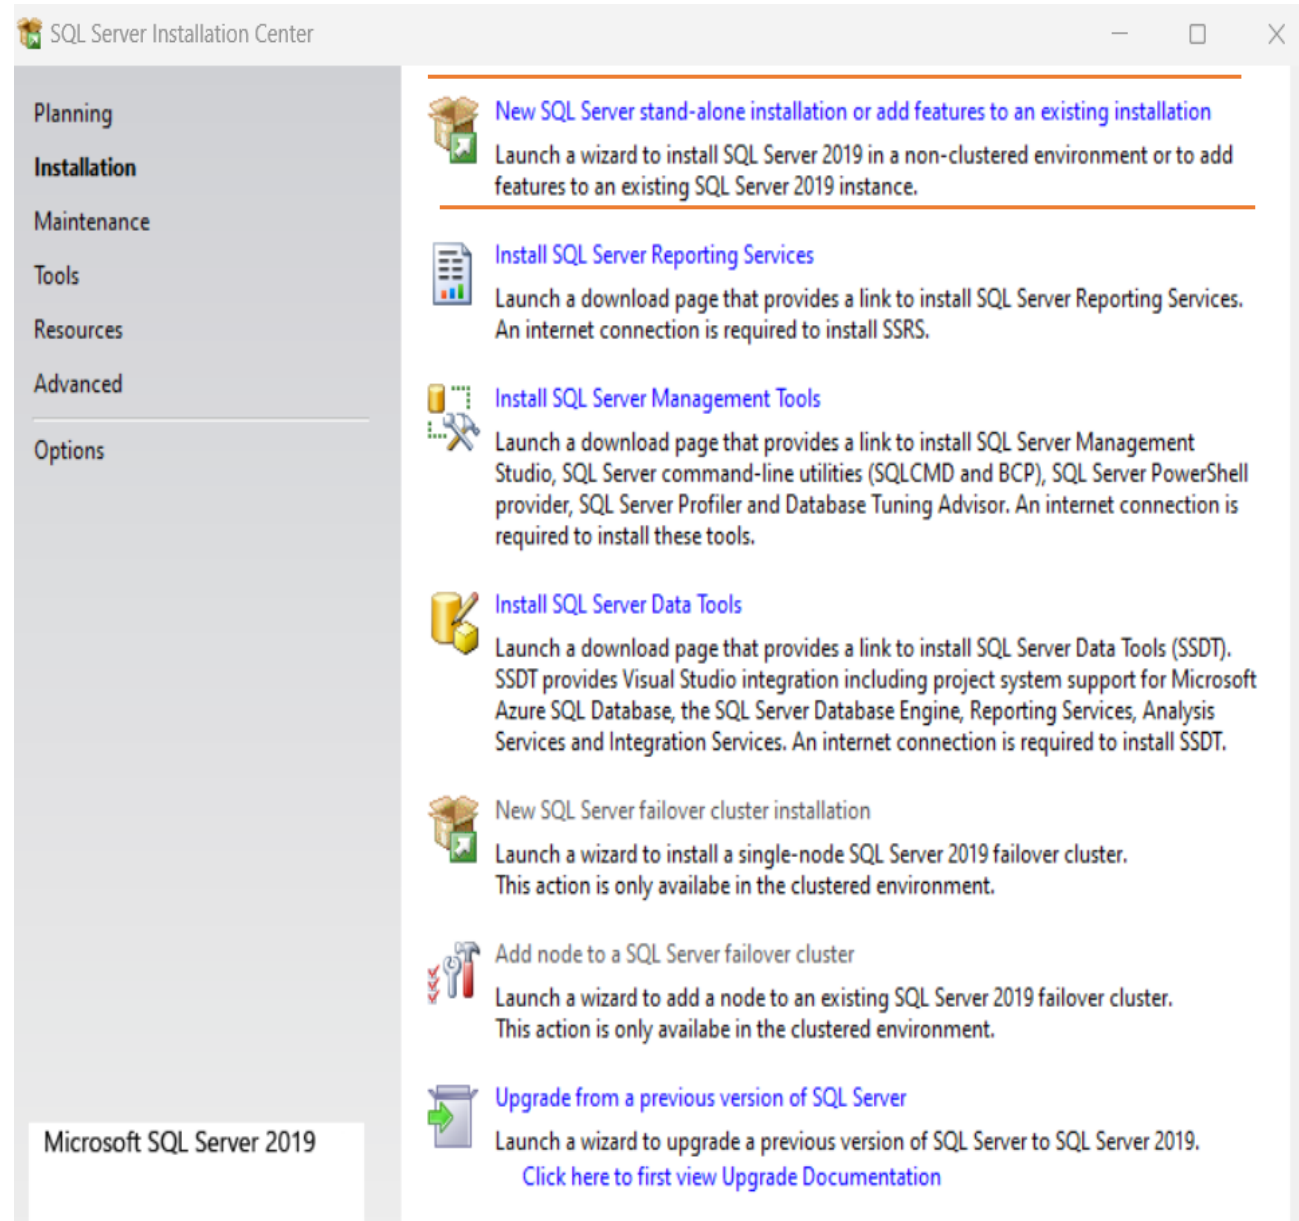 SQL Server Installation Center
Planning
Installation
Maintenance
Tools
Resources
Advanced
Options
Microsoft SQL Server 2019
New SQL Server stand-alone installation or add features to an existing installation
Launch a wizard to install SQL Server 2019 in a non-clustered environment or to add
features to an existing SQL Server 2019 instance.
Install SQL Server Reporting Services
Launch a download page that provides a link to install SQL Server Reporting Services.
An internet connection is required to install SSRS.
Install SQL Server Management Tools
Launch a download page that provides a link to install SQL Server Management
Studio, SQL Server command-line utilities (SQLCMD and BCP), SQL Server PowerShell
provider, SQL Server Profiler and Database Tuning Advisor. An internet connection is
required to install these tools.
Install SQL Server Data Tools
Launch a download page that provides a link to install SQL Server Data Tools (SSDT).
SSDT provides Visual Studio integration including project system support for Microsoft
Azure SQL Database, the SQL Server Database Engine, Reporting Services, Analysis
Services and Integration Services. An internet connection is required to install SSDT.
New SQL Server failover cluster installation
Launch a wizard to install a single-node SQL Server 2019 failover cluster.
This action is only availabe in the clustered environment.
Add node to a SQL Server failover cluster
Launch a wizard to add a node to an existing SQL Server 2019 failover cluster.
This action is only availabe in the clustered environment.
Upgrade from a previous version of SQL Server
Launch a wizard to upgrade a previous version of SQL Server to SQL Server 2019.
Click here to first view Upgrade Documentation